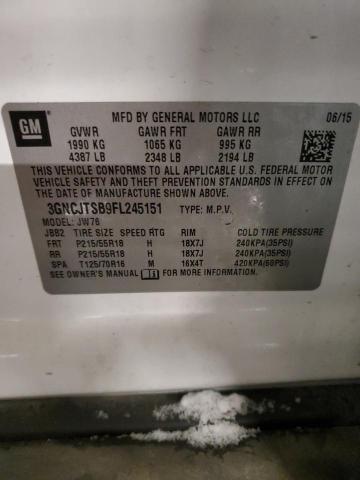 GM MFD BY GENERAL MOTORS LLC 06/15
GVWR GAWR FRT GAWR RR
1990 KG 1065 KG 995 KG
4387 LB 2348 LB 2194 LB
THIS VEHICLE CONFORMS TO ALL APPLICABLE U.S. FEDERAL MOTOR
VEHICLE SAFETY AND THEFT PREVENTION STANDARDS IN EFFECT ON
THE DATE OF MANUFACTURE SHOWN ABOVE.
3GNCJTSB9FL245151 TYPE: M.P.V.
MODEL: JW76
JBB2 TIRE SIZE SPEED RTG RIM COLD TIRE PRESSURE
FRT P215/55R18 H 18X7J 240KPA(35PSI)
RR P215/55R18 H 18X7J 240KPA(35PSI)
SPA T125/70R16 M 16X4T 420KPA(60PSI)
SEE OWNER'S MANUAL FOR ADDITIONAL INFORMATION.